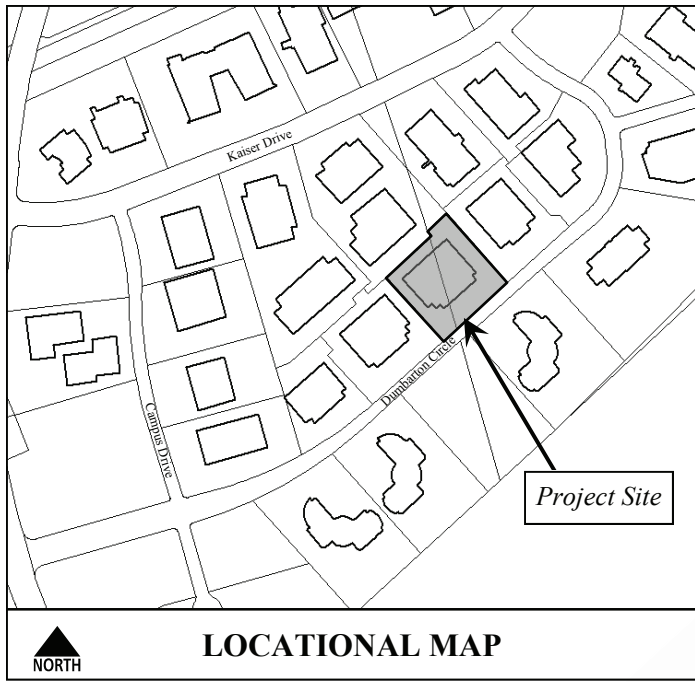 Kaiser Drive
Campus Drive
Dumbarton Circle
Project Site
NORTH
LOCATIONAL MAP